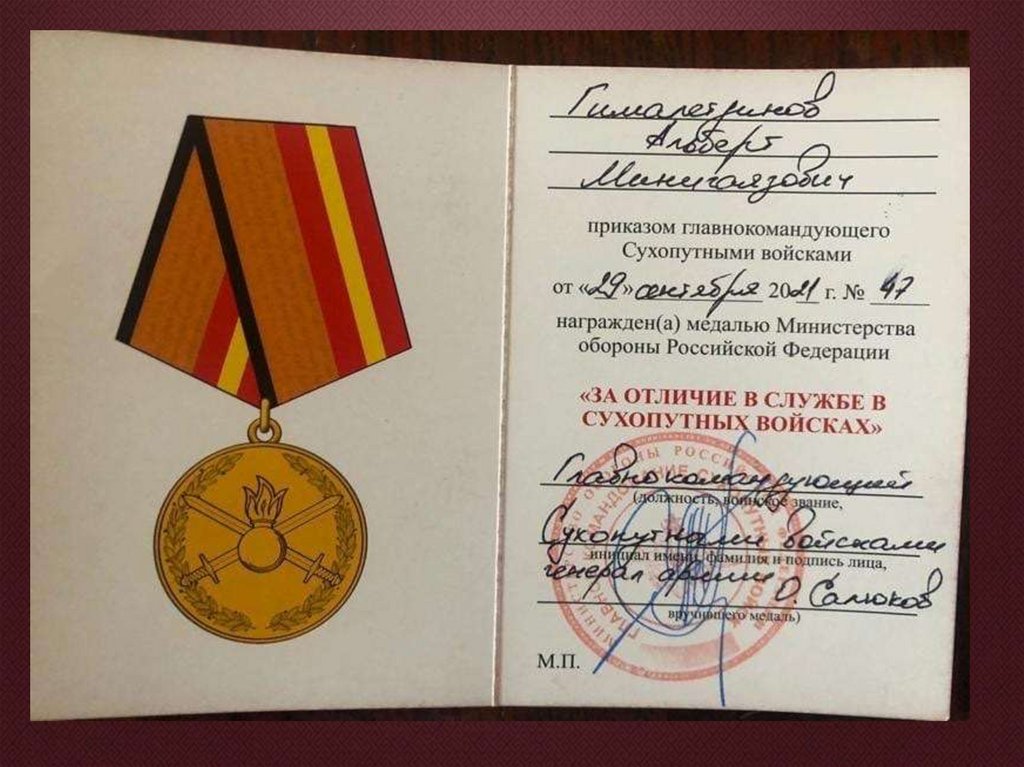 Гималетдинов
Альберт
Минигаязович
приказом главнокомандующего
Сухопутными войсками
от «29» сентября 2021 г. № 47
награжден(а) медалью Министерства
обороны Российской Федерации
«ЗА ОТЛИЧИЕ В СЛУЖБЕ В
СУХОПУТНЫХ ВОЙСКАХ»
Главнокомандующий
(должность, воинское звание,
Сухопутными войсками
инициал имени, фамилия и подпись лица,
генерал армии О. Салюков
вручившего медаль)
М.П.